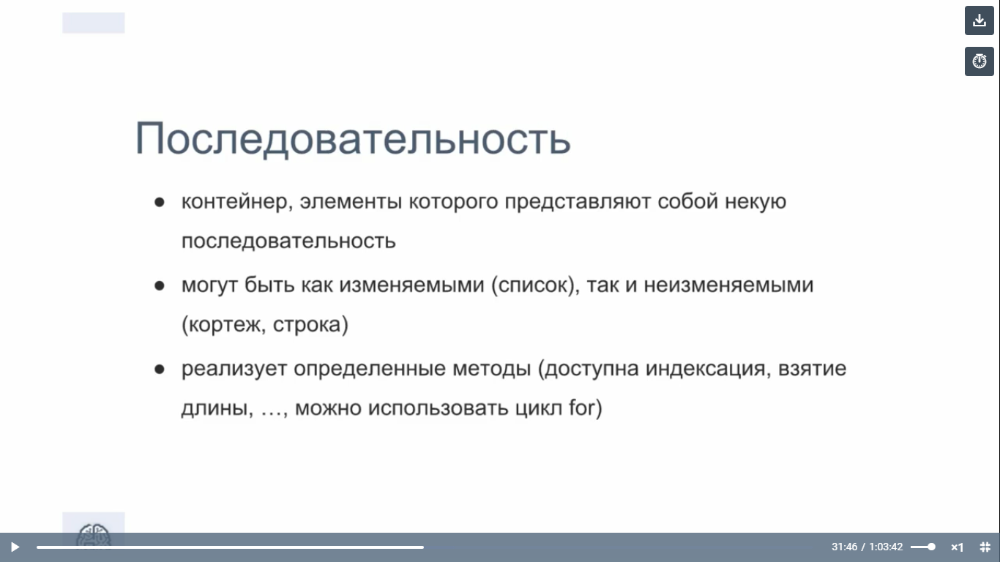 Последовательность
● контейнер, элементы которого представляют собой некую
последовательность
● могут быть как изменяемыми (список), так и неизменяемыми
(кортеж, строка)
● реализует определенные методы (доступна индексация, взятие
длины, …, можно использовать цикл for)
31:46 / 1:03:42 ×1